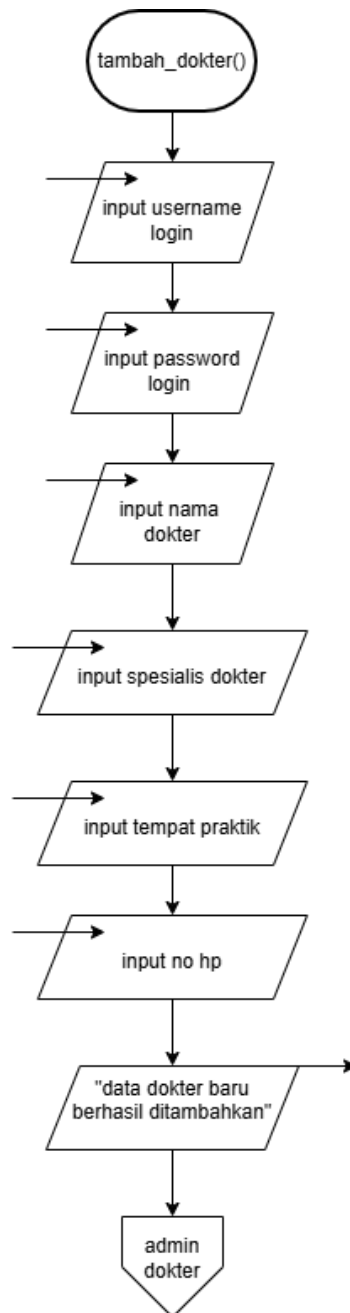 tambah_dokter()
input username
login
input password
login
input nama
dokter
input spesialis dokter
input tempat praktik
input no hp
"data dokter baru
berhasil ditambahkan"
admin
dokter